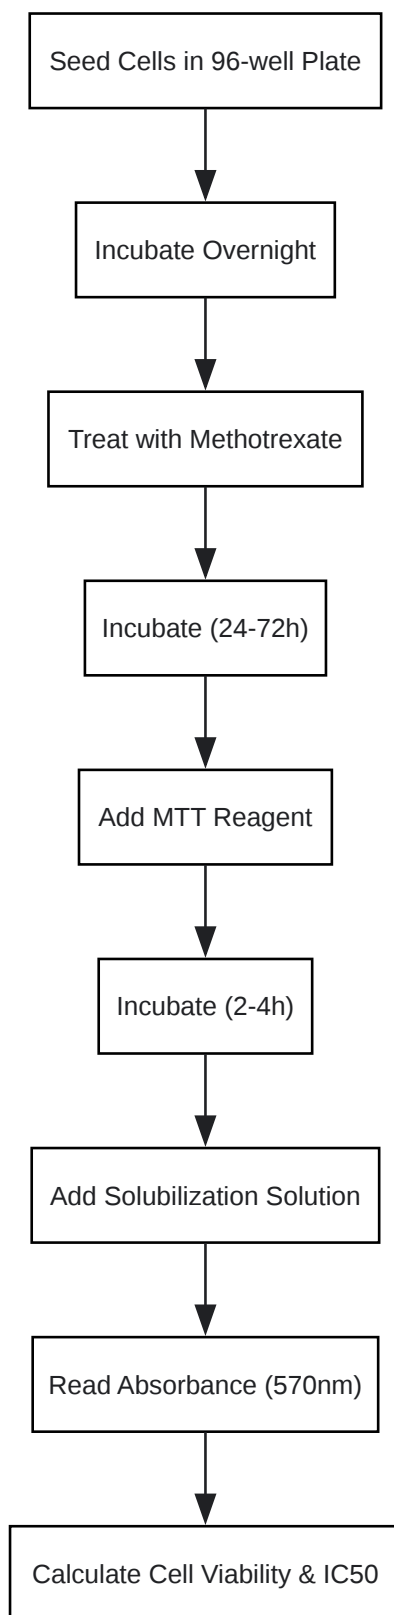 Seed Cells in 96-well Plate
Incubate Overnight
Treat with Methotrexate
Incubate (24-72h)
Add MTT Reagent
Incubate (2-4h)
Add Solubilization Solution
Read Absorbance (570nm)
Calculate Cell Viability & IC50